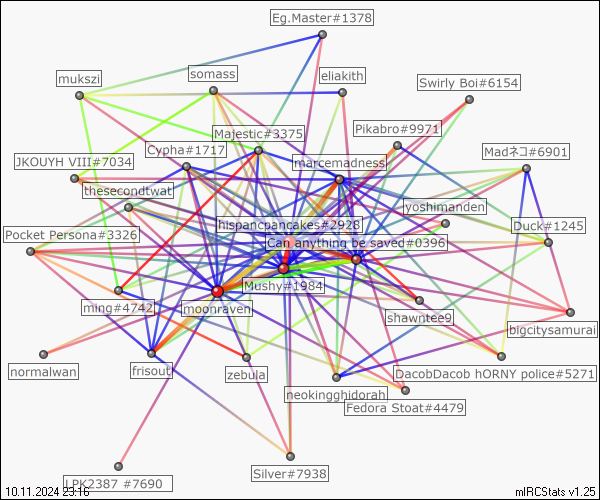 Eg.Master#1378
mukszi
somass
eliakith
Swirly Boi#6154
Majestic#3375
Pikabro#9971
Cypha#1717
marcemadness
Madネコ#6901
JKOUYH VIII#7034
thesecondtwat
yoshimanden
hispancpancakes#2928
Duck#1245
Pocket Persona#3326
Can anything be saved#0396
Mushy#1984
ming#4742
moonraven
shawntee9
bigcitysamurai
normalwan
frisout
zebula
DacobDacob hORNY police#5271
neokingghidorah
Fedora Stoat#4479
LPK2387 #7690
Silver#7938
10.11.2024 23:16
mIRCStats v1.25